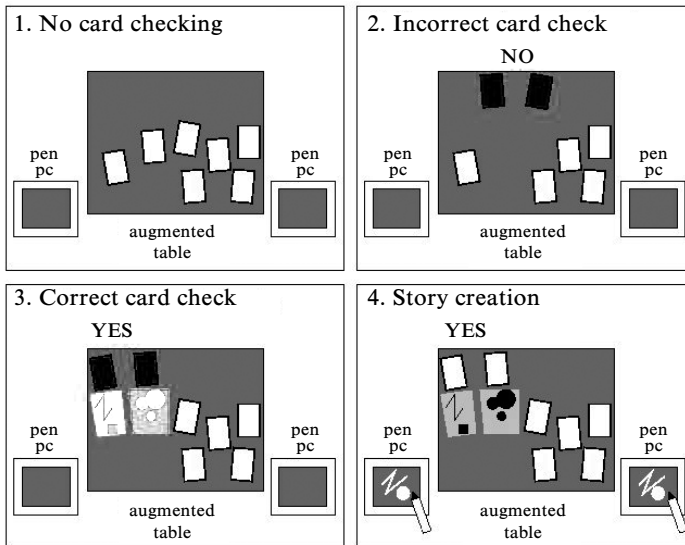 1. No card checking
pen
pc
pen
pc
augmented
table
2. Incorrect card check
NO
pen
pc
pen
pc
augmented
table
3. Correct card check
YES
pen
pc
pen
pc
augmented
table
4. Story creation
YES
pen
pc
pen
pc
augmented
table